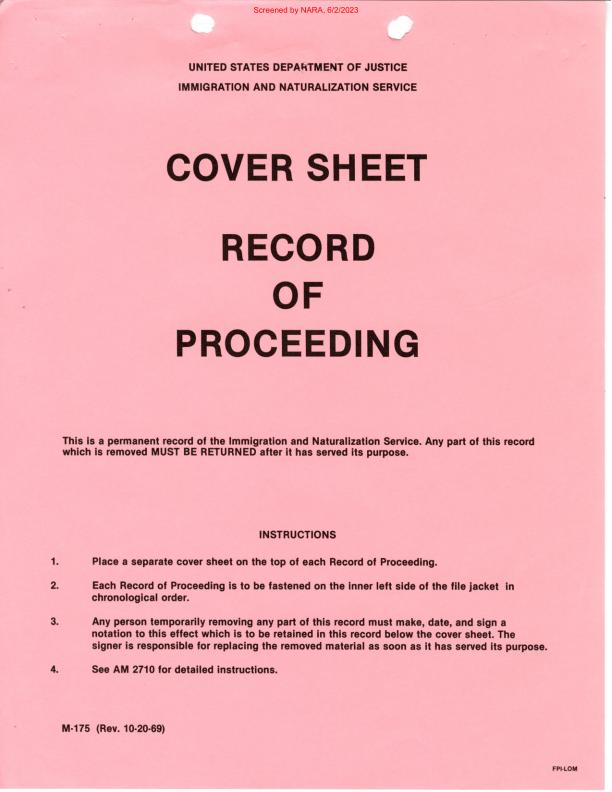 Screened by NARA, 6/2/2023
UNITED STATES DEPARTMENT OF JUSTICE
IMMIGRATION AND NATURALIZATION SERVICE
COVER SHEET
RECORD
OF
PROCEEDING
This is a permanent record of the Immigration and Naturalization Service. Any part of this record
which is removed MUST BE RETURNED after it has served its purpose.
INSTRUCTIONS
1. Place a separate cover sheet on the top of each Record of Proceeding.
2. Each Record of Proceeding is to be fastened on the inner left side of the file jacket in
chronological order.
3. Any person temporarily removing any part of this record must make, date, and sign a
notation to this effect which is to be retained in this record below the cover sheet. The
signer is responsible for replacing the removed material as soon as it has served its purpose.
4. See AM 2710 for detailed instructions.
M-175 (Rev. 10-20-69)
FPI-LOM